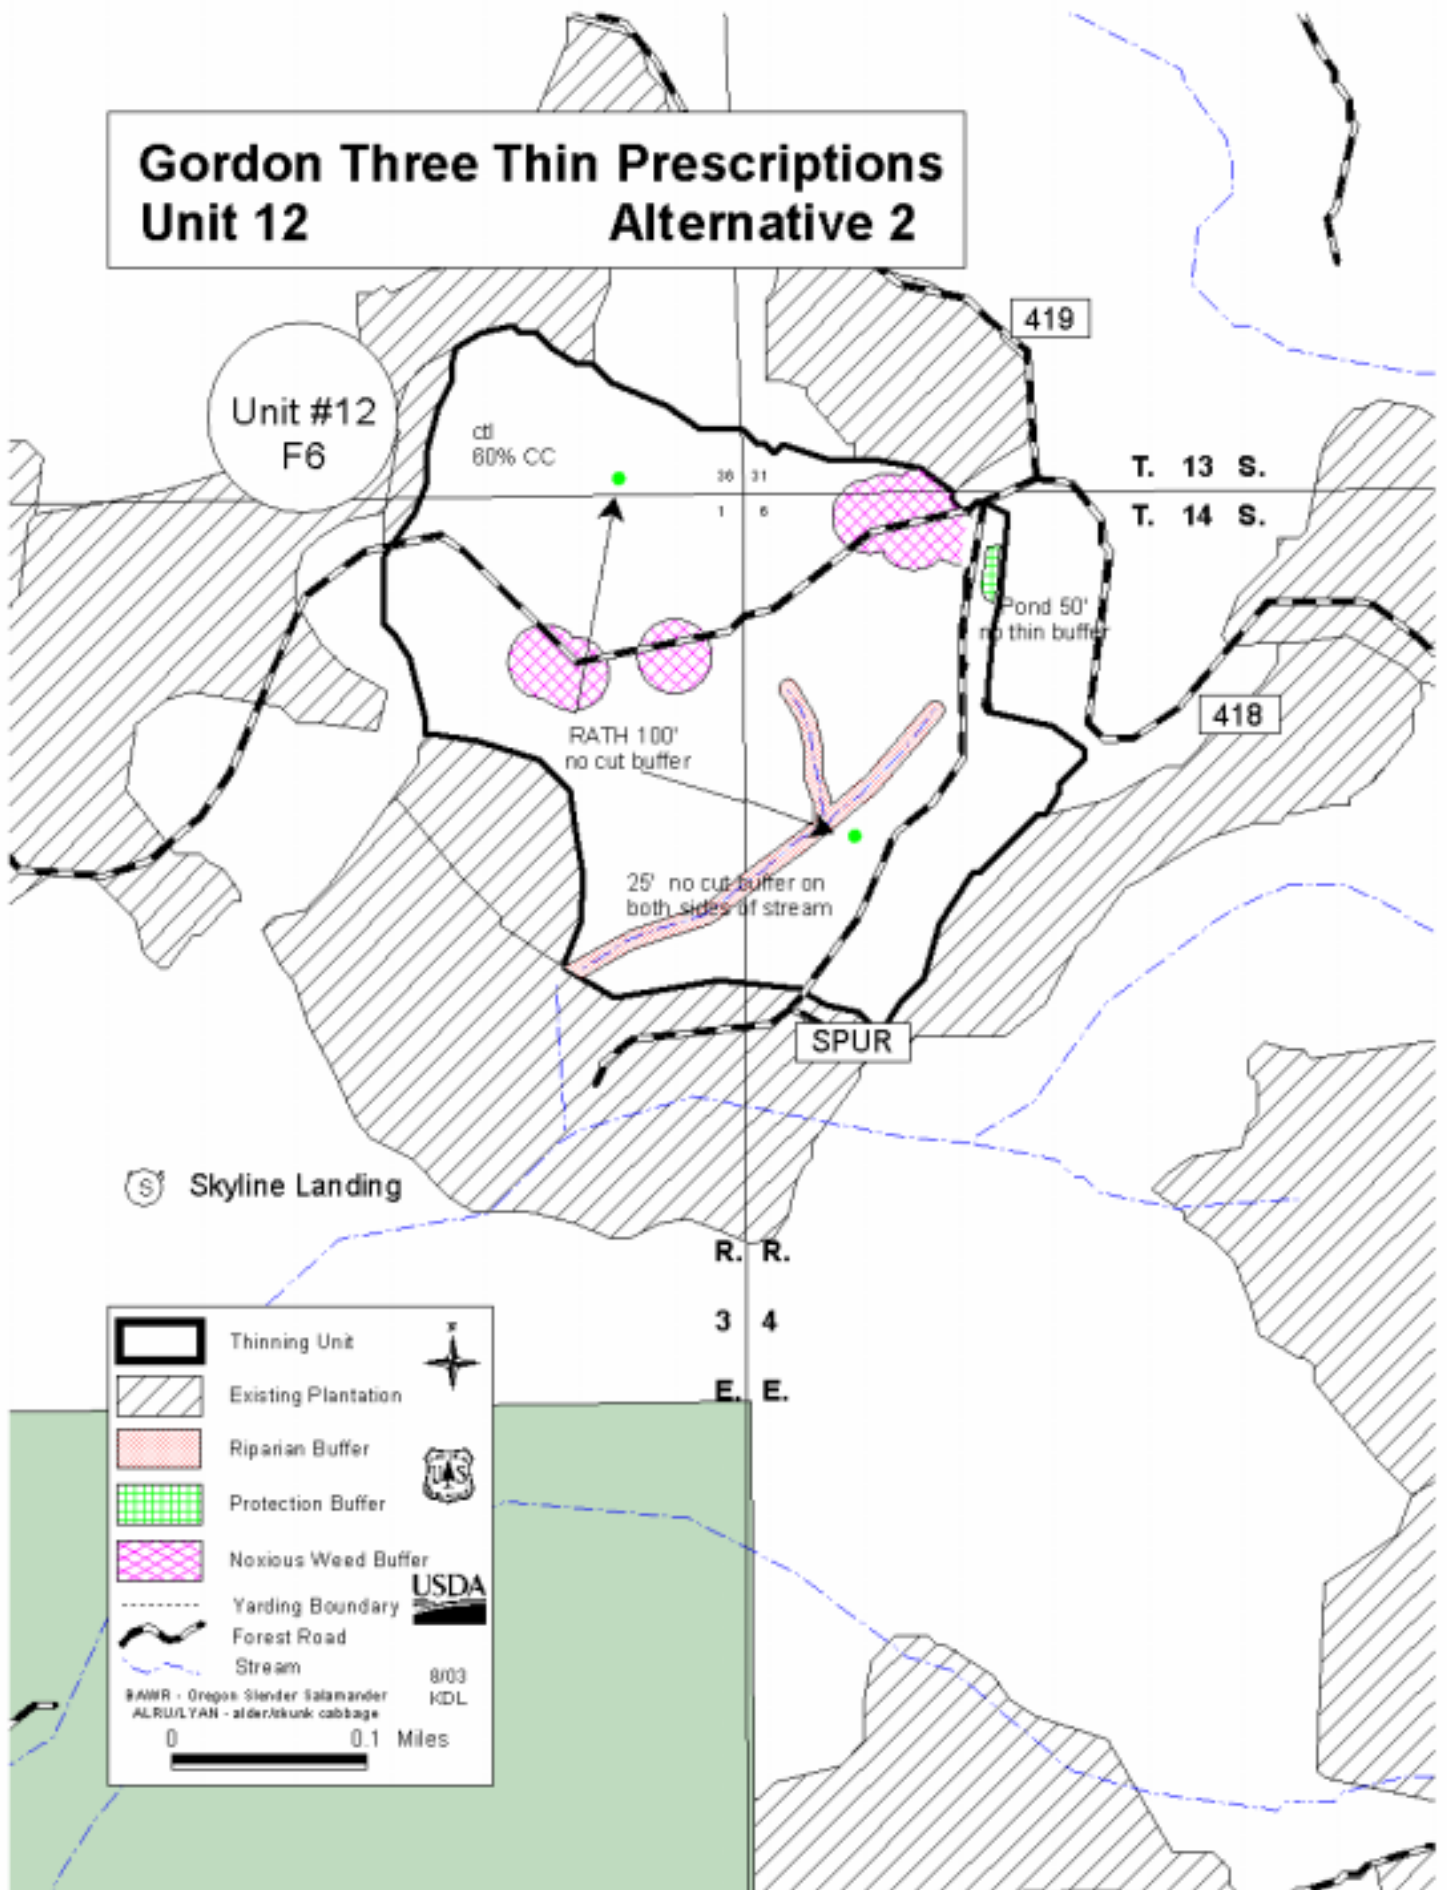 Gordon Three Thin Prescriptions
Unit 12 Alternative 2
419
Unit #12
F6
ctl
60% CC
36 31
1 6
T. 13 S.
T. 14 S.
Pond 50'
no thin buffer
418
RATH 100'
no cut buffer
25' no cut buffer on
both sides of stream
SPUR
S Skyline Landing
R. R.
3 4
E. E.
Thinning Unit
Existing Plantation
Riparian Buffer
UAS
Protection Buffer
Noxious Weed Buffer
USDA
Yarding Boundary
Forest Road
Stream
8/03
KDL
BAWR - Oregon Slender Salamander
ALRU/LYAN - alder/skunk cabbage
0 0.1 Miles